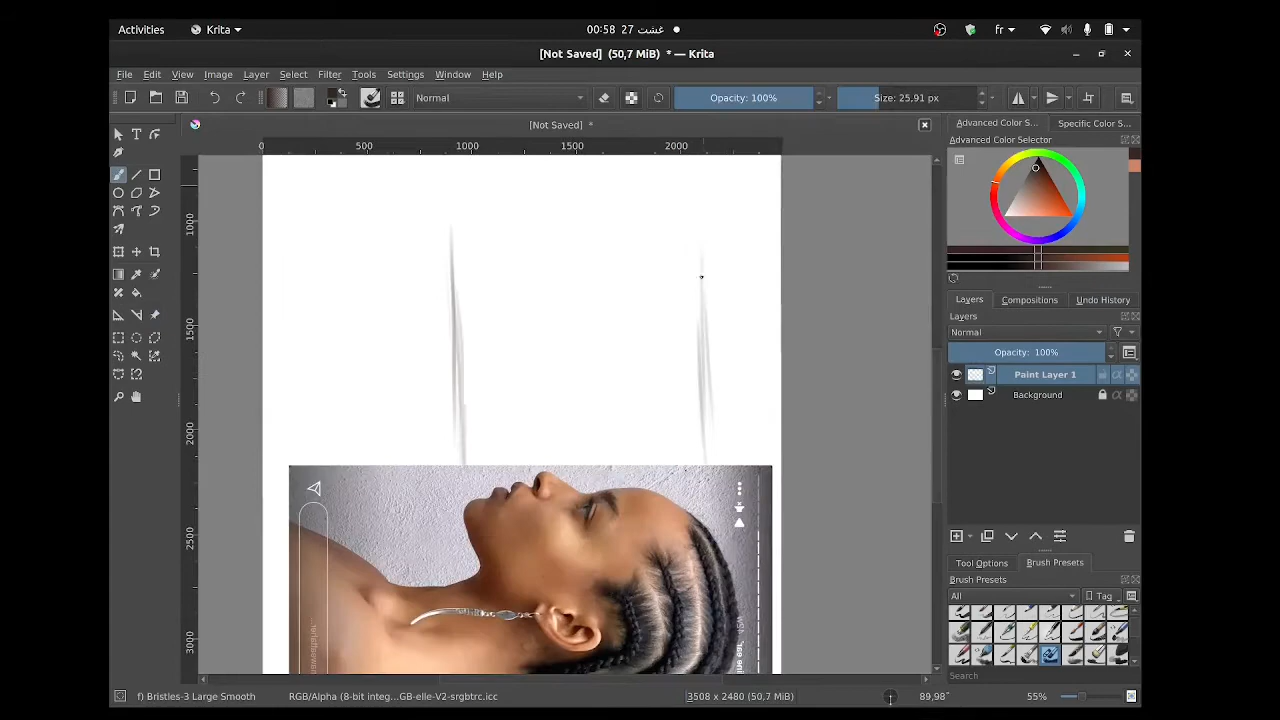 Activities Krita 00:58 27 غشت fr
[Not Saved] (50,7 MiB) * — Krita
File Edit View Image Layer Select Filter Tools Settings Window Help
Normal Opacity: 100% Size: 25,91 px
[Not Saved] * Advanced Color S... Specific Color S...
Advanced Color Selector
0 500 1000 1500 2000
1000
1500
2000
2500
3000
Layers Compositions Undo History
Layers
Normal
Opacity: 100%
Paint Layer 1
Background
Tool Options Brush Presets
Brush Presets
All Tag
Search
f) Bristles-3 Large Smooth RGB/Alpha (8-bit integ...GB-elle-V2-srgbtrc.icc 3508 x 2480 (50,7 MiB) 89,98° 55%